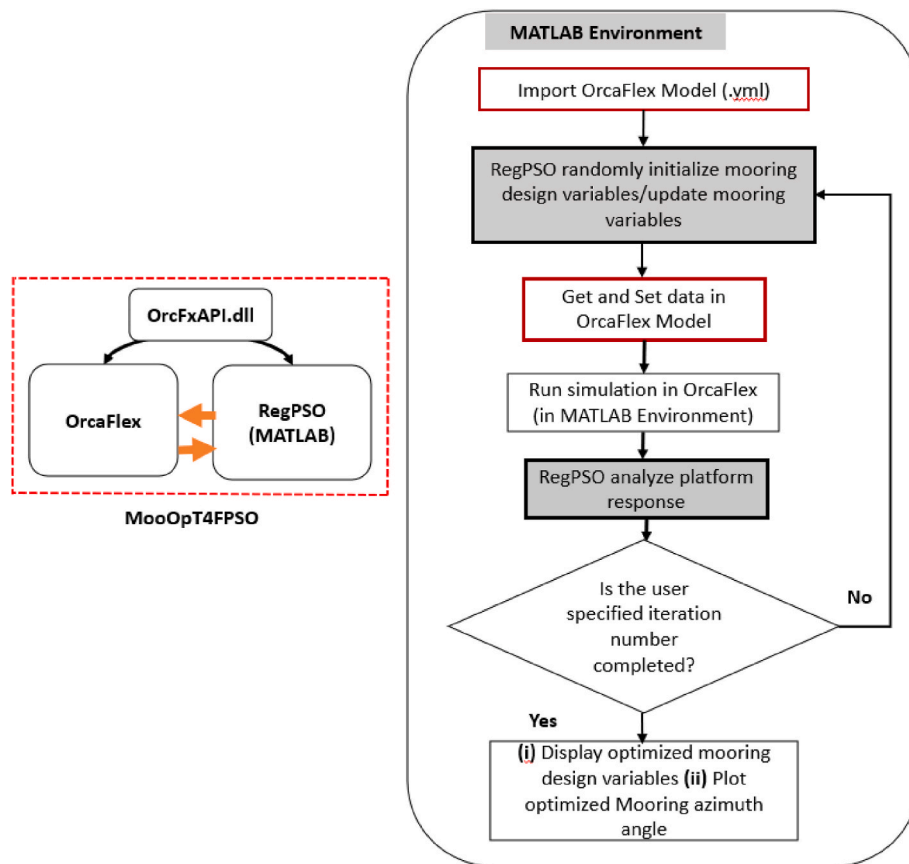 MATLAB Environment
Import OrcaFlex Model (.yml)
RegPSO randomly initialize mooring
design variables/update mooring
variables
Get and Set data in
OrcaFlex Model
Run simulation in OrcaFlex
(in MATLAB Environment)
RegPSO analyze platform
response
Is the user
specified iteration
number
completed?
No
Yes
(i) Display optimized mooring
design variables (ii) Plot
optimized Mooring azimuth
angle
OrcFxAPI.dll
OrcaFlex
RegPSO
(MATLAB)
MooOpT4FPSO